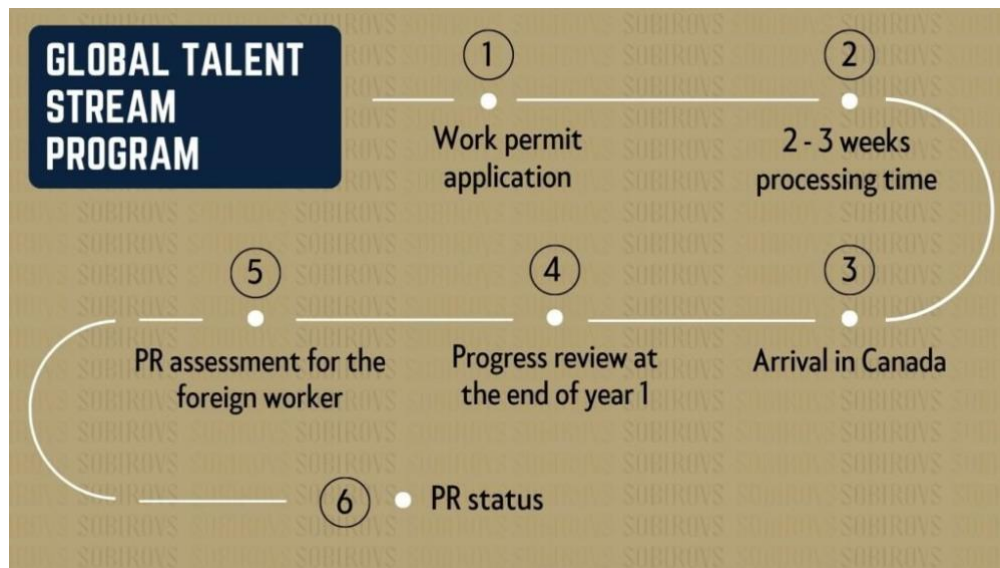 GLOBAL TALENT
STREAM
PROGRAM
1
Work permit
application
2
2 - 3 weeks
processing time
3
Arrival in Canada
4
Progress review at
the end of year 1
5
PR assessment for the
foreign worker
6
PR status
SOBIROVS